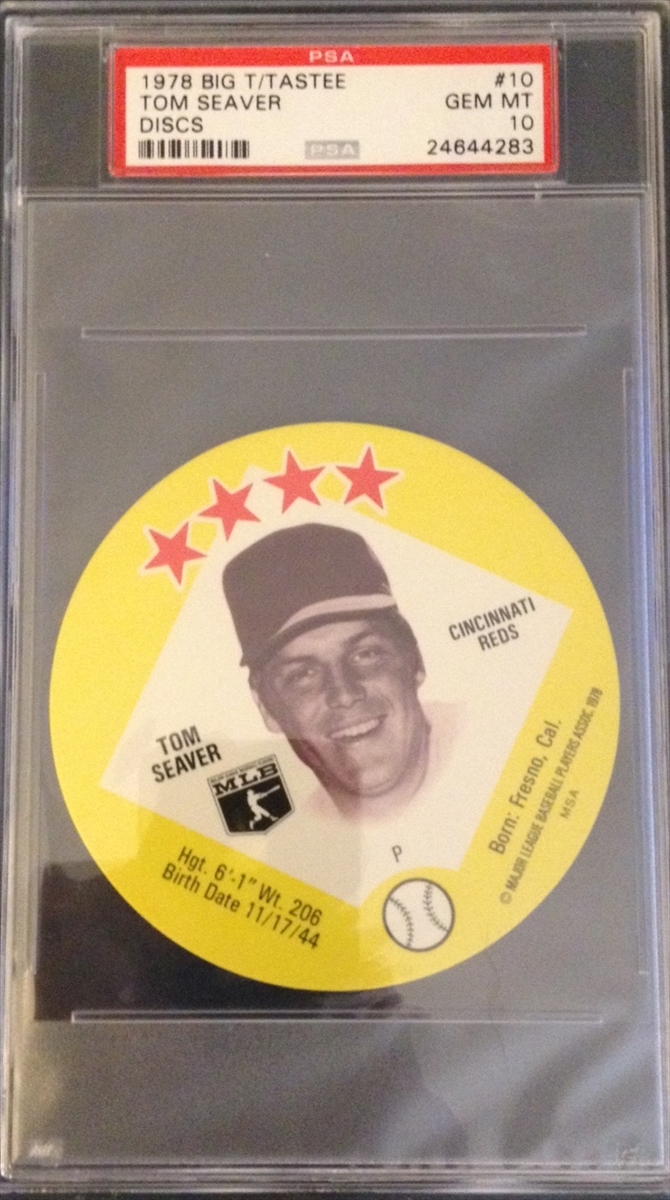 PSA
1978 BIG T/TASTEE #10
TOM SEAVER GEM MT
DISCS 10
PSA 24644283
CINCINNATI
REDS
TOM
SEAVER
MLB
P
Hgt. 6'-1" Wt. 206
Birth Date 11/17/44
Born: Fresno, Cal.
© MAJOR LEAGUE BASEBALL PLAYERS ASSOC. 1978
MSA